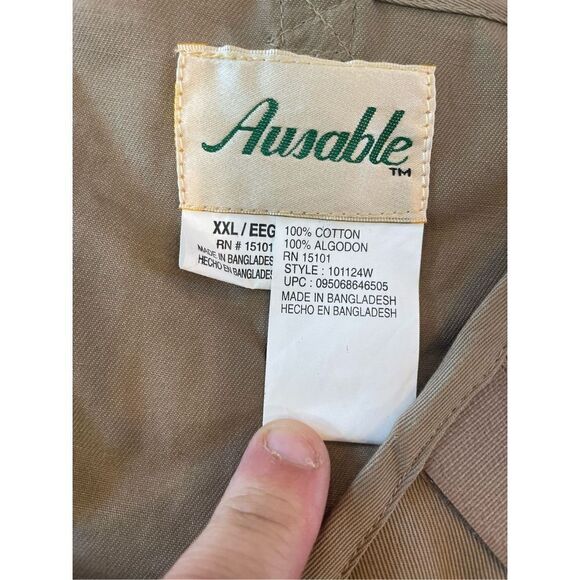 Ausable
TM
XXL / EEG
RN # 15101
MADE IN BANGLADES
HECHO EN BANGLADES
100% COTTON
100% ALGODON
RN 15101
STYLE : 101124W
UPC : 095068646505
MADE IN BANGLADESH
HECHO EN BANGLADESH